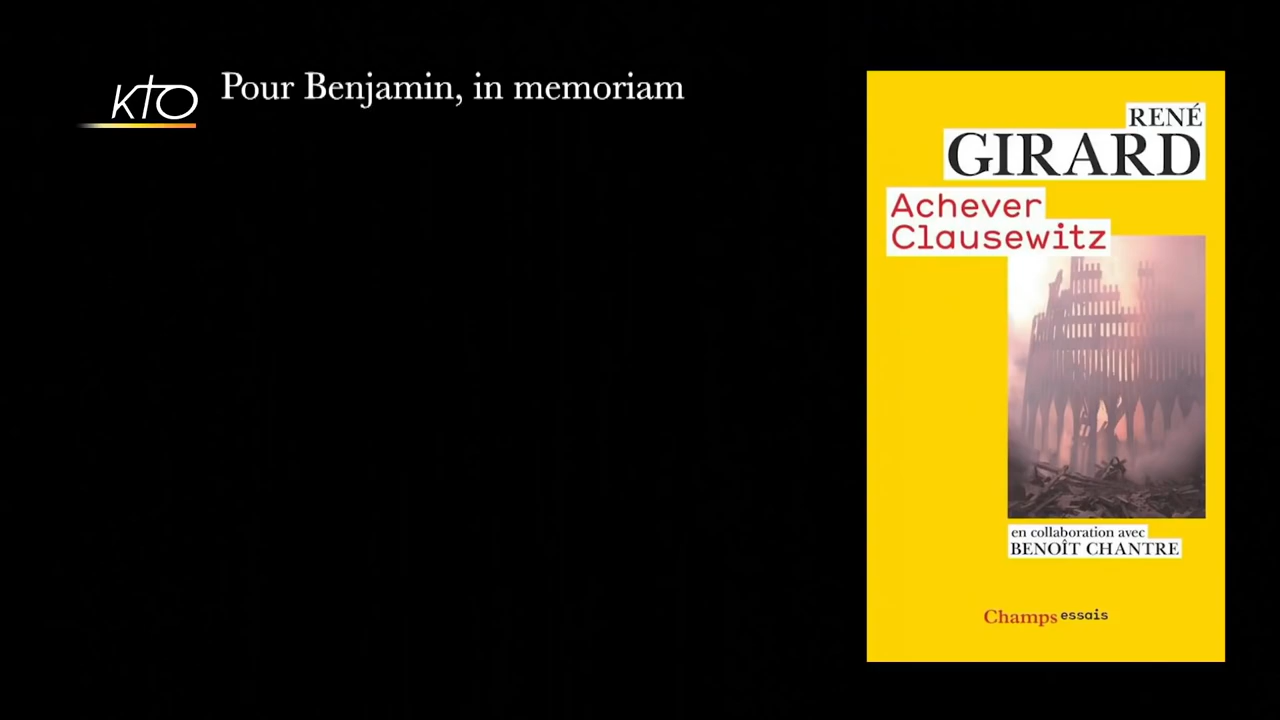 KTO
Pour Benjamin, in memoriam
RENÉ
GIRARD
Achever
Clausewitz
en collaboration avec
BENOÎT CHANTRE
Champs essais